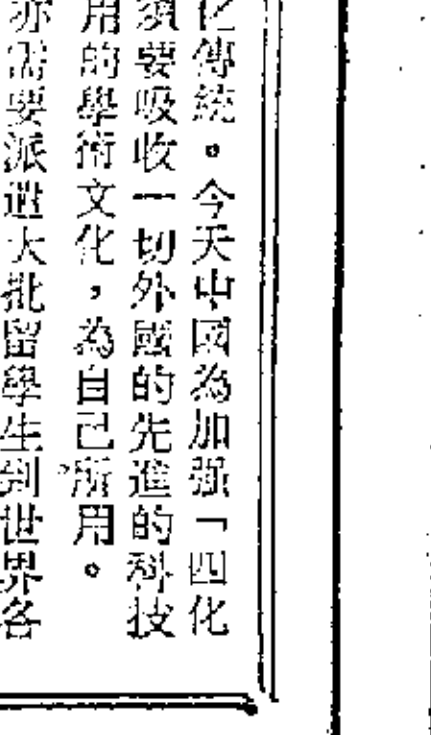 化傳統。今天中國為加强「四化
須要吸收一切外國的先進的科技
用的學術文化，為自己所用。
亦需要派遣大批留學生到世界各